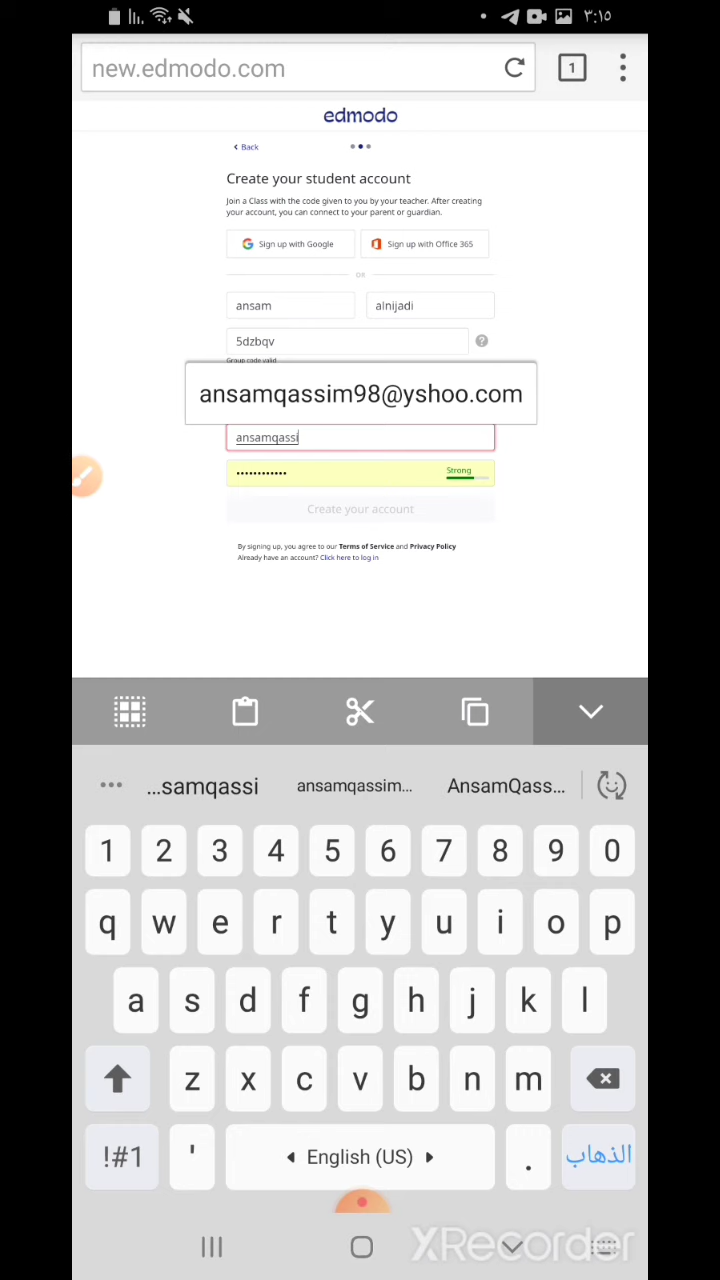 ٣:١٥
new.edmodo.com
1
edmodo
Back
Create your student account
Join a Class with the code given to you by your teacher. After creating
your account, you can connect to your parent or guardian.
Sign up with Google
Sign up with Office 365
OR
ansam
alnijadi
5dzbqv
?
Group code valid
ansamqassim98@yshoo.com
ansamqassi
Strong
Create your account
By signing up, you agree to our Terms of Service and Privacy Policy
Already have an account? Click here to log in
...samqassi ansamqassim... AnsamQass...
1 2 3 4 5 6 7 8 9 0
q w e r t y u i o p
a s d f g h j k l
z x c v b n m
!#1 ' English (US) . الذهاب
XRecorder